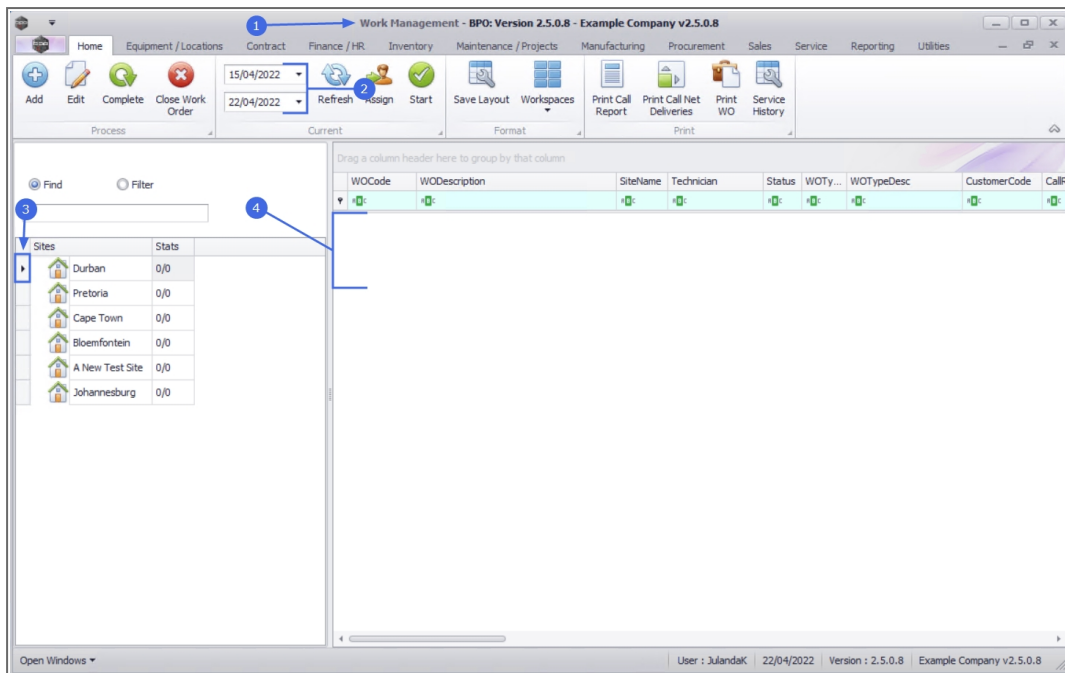 1
Work Management - BPO: Version 2.5.0.8 - Example Company v2.5.0.8
Home Equipment / Locations Contract Finance / HR Inventory Maintenance / Projects Manufacturing Procurement Sales Service Reporting Utilities
Add Edit Complete Close Work Order
15/04/2022
22/04/2022
2
Refresh Assign Start Save Layout Workspaces Print Call Report Print Call Net Deliveries Print WO Service History
Process Current Format Print
Drag a column header here to group by that column
Find Filter
WOCode WODescription SiteName Technician Status WOTy... WOTypeDesc CustomerCode CallR
3
4
Sites Stats
Durban 0/0
Pretoria 0/0
Cape Town 0/0
Bloemfontein 0/0
A New Test Site 0/0
Johannesburg 0/0
Open Windows User : JulandaK 22/04/2022 Version : 2.5.0.8 Example Company v2.5.0.8